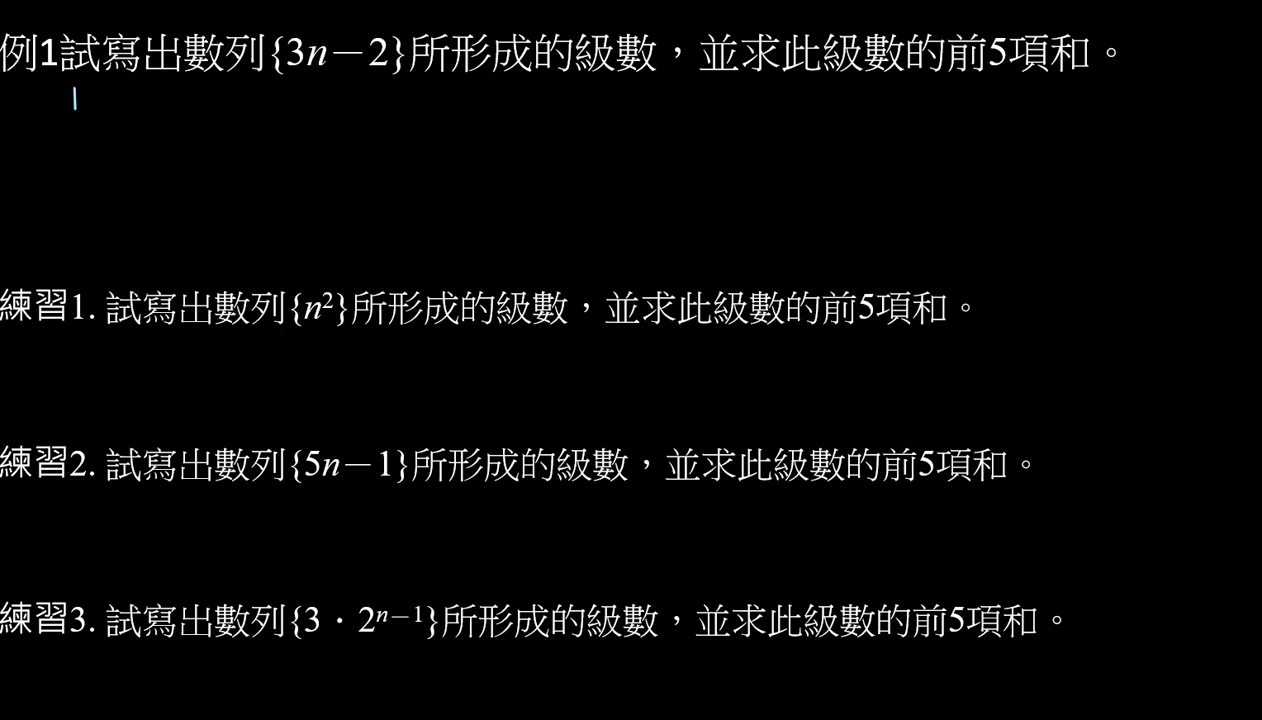 例1試寫出數列{3n－2}所形成的級數，並求此級數的前5項和。
練習1. 試寫出數列{n²}所形成的級數，並求此級數的前5項和。
練習2. 試寫出數列{5n－1}所形成的級數，並求此級數的前5項和。
練習3. 試寫出數列{3．2ⁿ⁻¹}所形成的級數，並求此級數的前5項和。